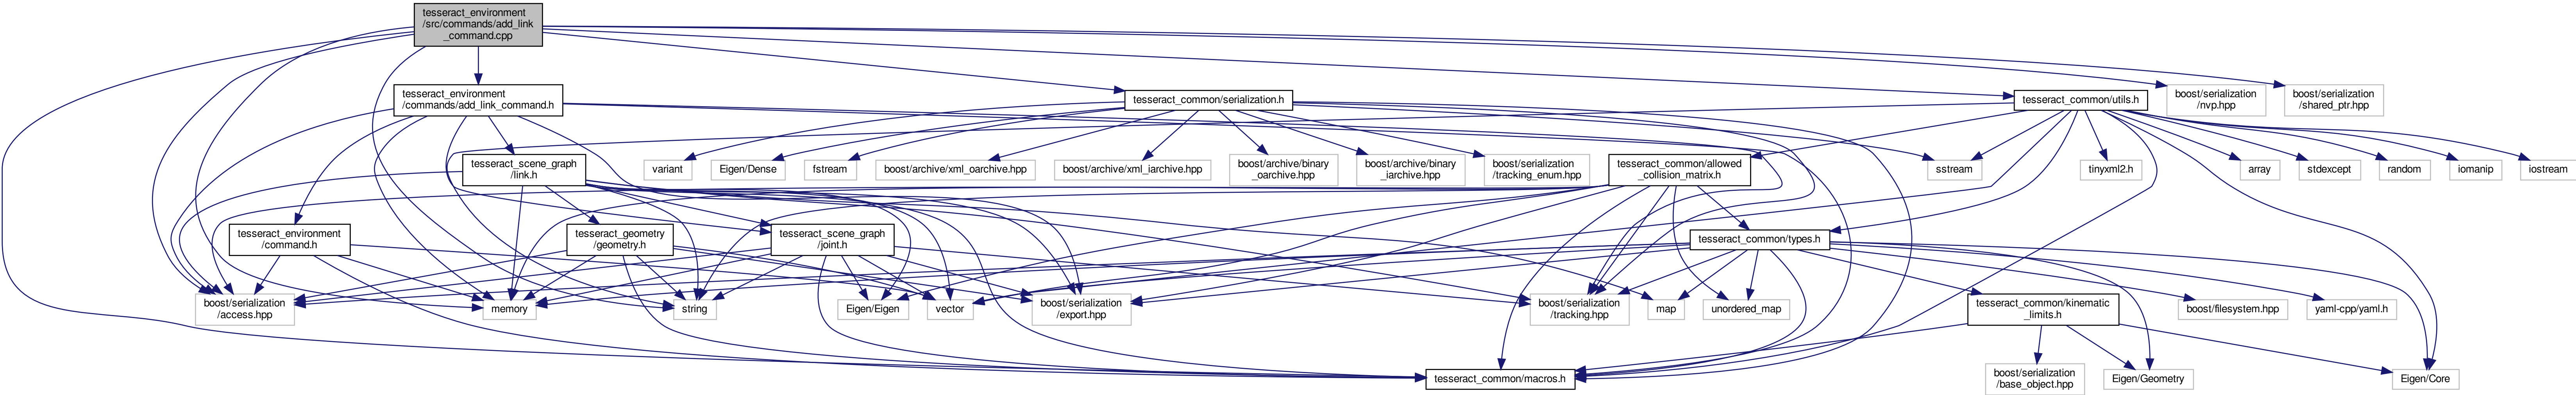 tesseract_environment
/src/commands/add_link
_command.cpp
tesseract_environment
/commands/add_link_command.h
tesseract_common/serialization.h
tesseract_common/utils.h
boost/serialization
/nvp.hpp
boost/serialization
/shared_ptr.hpp
tesseract_scene_graph
/link.h
variant
Eigen/Dense
fstream
boost/archive/xml_oarchive.hpp
boost/archive/xml_iarchive.hpp
boost/archive/binary
_oarchive.hpp
boost/archive/binary
_iarchive.hpp
boost/serialization
/tracking_enum.hpp
tesseract_common/allowed
_collision_matrix.h
sstream
tinyxml2.h
array
stdexcept
random
iomanip
iostream
tesseract_environment
/command.h
tesseract_geometry
/geometry.h
tesseract_scene_graph
/joint.h
tesseract_common/types.h
boost/serialization
/access.hpp
memory
string
Eigen/Eigen
vector
boost/serialization
/export.hpp
boost/serialization
/tracking.hpp
map
unordered_map
tesseract_common/kinematic
_limits.h
boost/filesystem.hpp
yaml-cpp/yaml.h
tesseract_common/macros.h
boost/serialization
/base_object.hpp
Eigen/Geometry
Eigen/Core